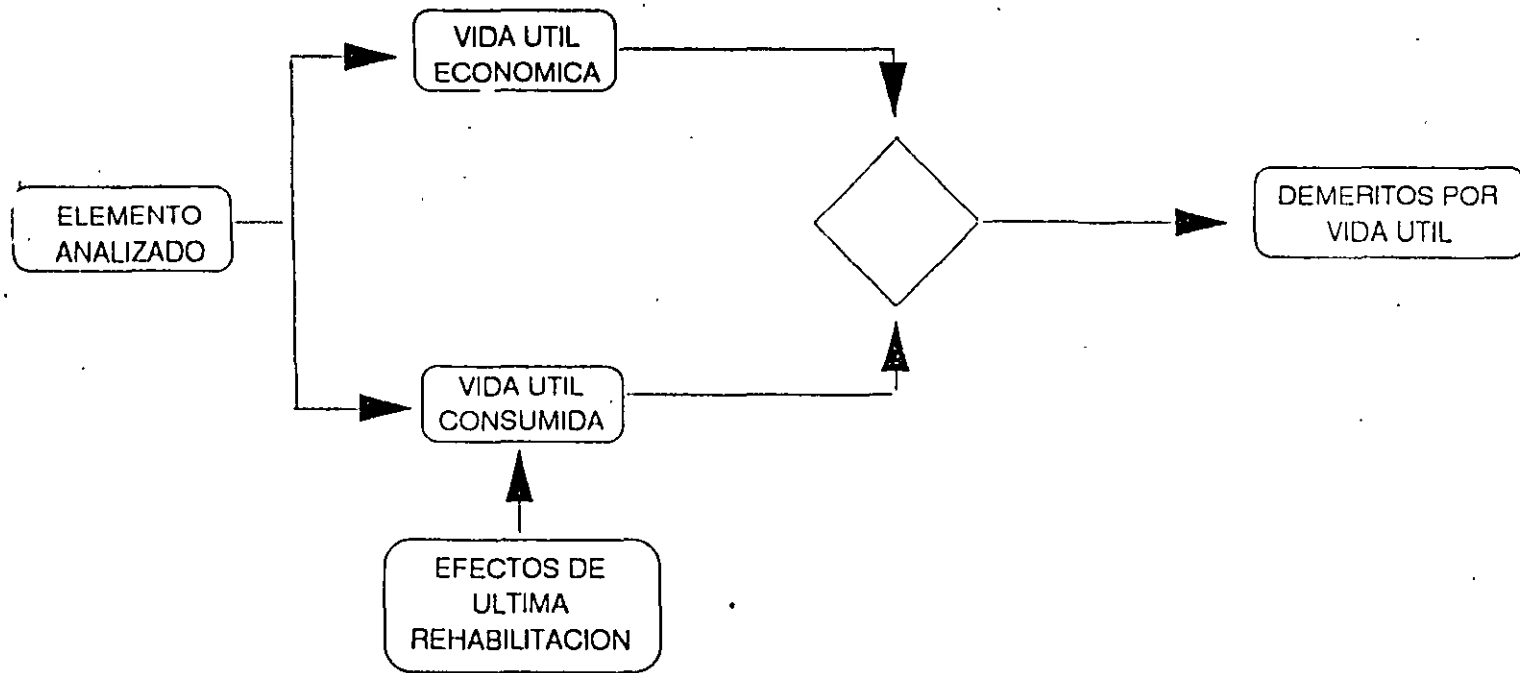 VIDA UTIL
ECONOMICA
ELEMENTO
ANALIZADO
DEMERITOS POR
VIDA UTIL
VIDA UTIL
CONSUMIDA
EFECTOS DE
ULTIMA
REHABILITACION